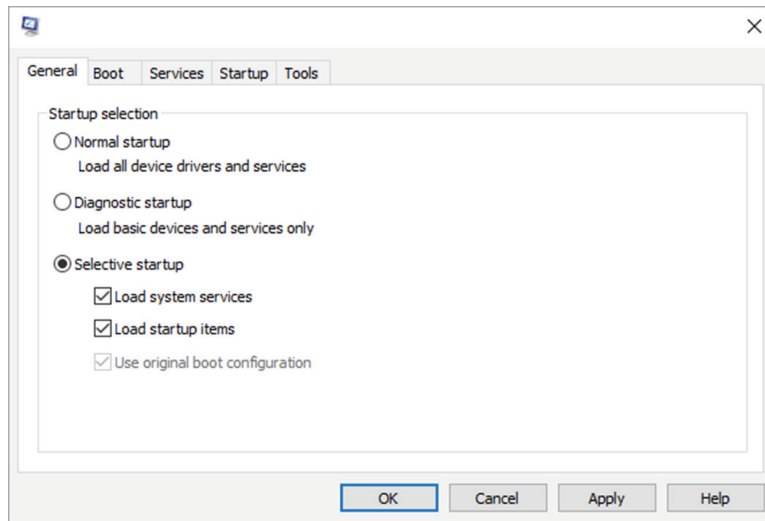 General Boot Services Startup Tools
Startup selection
Normal startup
Load all device drivers and services
Diagnostic startup
Load basic devices and services only
Selective startup
Load system services
Load startup items
Use original boot configuration
OK Cancel Apply Help